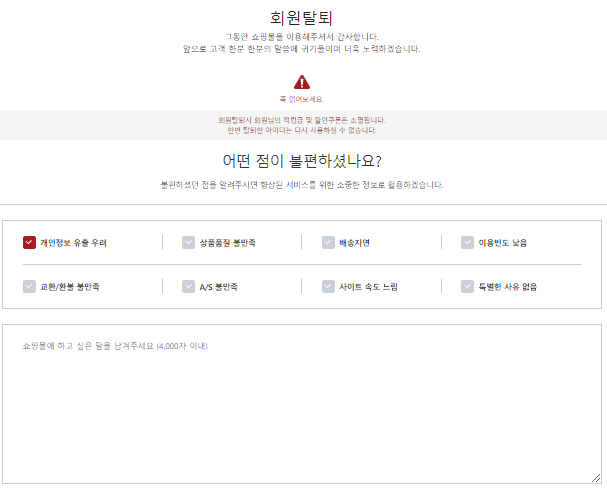 회원탈퇴
그동안 쇼핑몰을 이용해주셔서 감사합니다.
앞으로 고객 한분 한분의 말씀에 귀기울이며 더욱 노력하겠습니다.
꼭 읽어보세요.
회원탈퇴시 회원님의 적립금 및 할인쿠폰은 소멸됩니다.
한번 탈퇴한 아이디는 다시 사용하실 수 없습니다.
어떤 점이 불편하셨나요?
불편하셨던 점을 알려주시면 향상된 서비스를 위한 소중한 정보로 활용하겠습니다.
개인정보 유출 우려 상품품질 불만족 배송지연 이용빈도 낮음
교환/환불 불만족 A/S 불만족 사이트 속도 느림 특별한 사유 없음
쇼핑몰에 하고 싶은 말을 남겨주세요 (4,000자 이내)